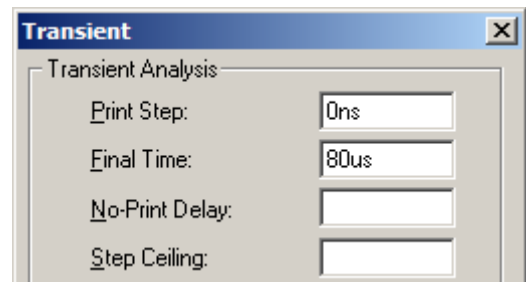 Transient
Transient Analysis
Print Step: 0ns
Final Time: 80us
No-Print Delay:
Step Ceiling: